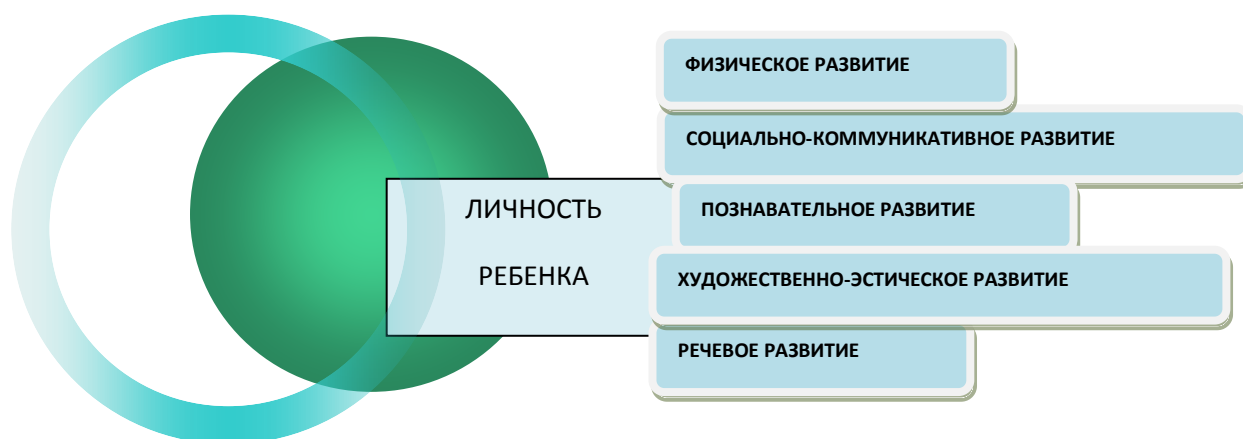 ФИЗИЧЕСКОЕ РАЗВИТИЕ
СОЦИАЛЬНО-КОММУНИКАТИВНОЕ РАЗВИТИЕ
ЛИЧНОСТЬ
РЕБЕНКА
ПОЗНАВАТЕЛЬНОЕ РАЗВИТИЕ
ХУДОЖЕСТВЕННО-ЭСТИЧЕСКОЕ РАЗВИТИЕ
РЕЧЕВОЕ РАЗВИТИЕ